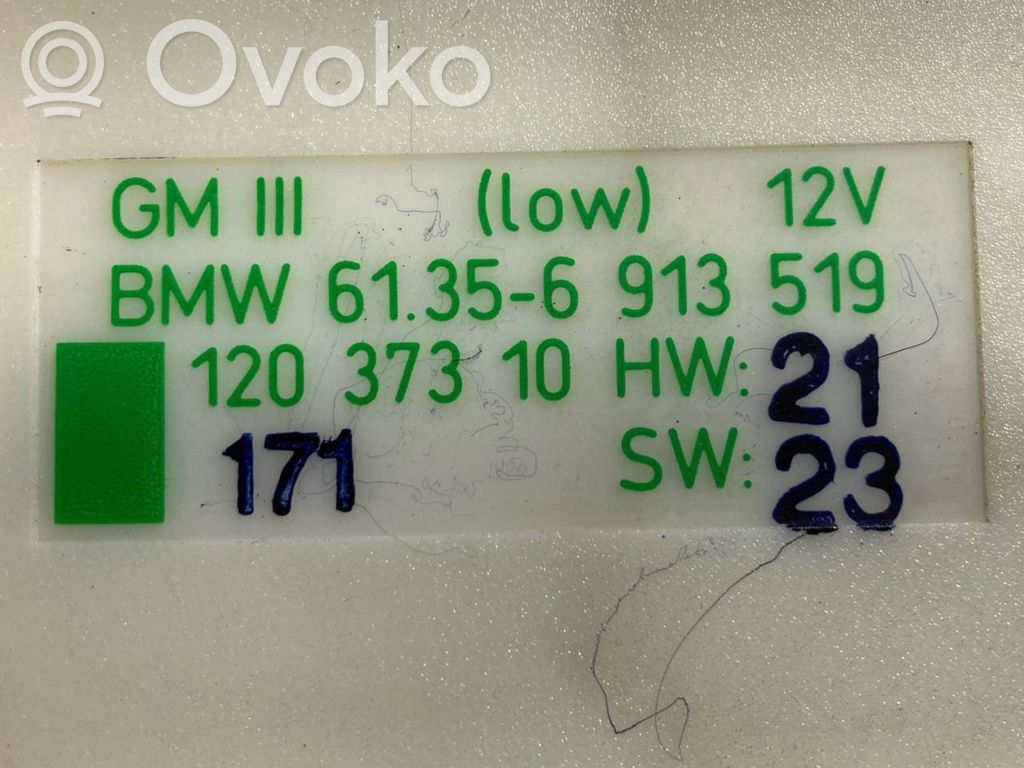 Ovoko
GM III (low) 12V
BMW 61.35-6 913 519
120 373 10 HW: 21
171 SW: 23